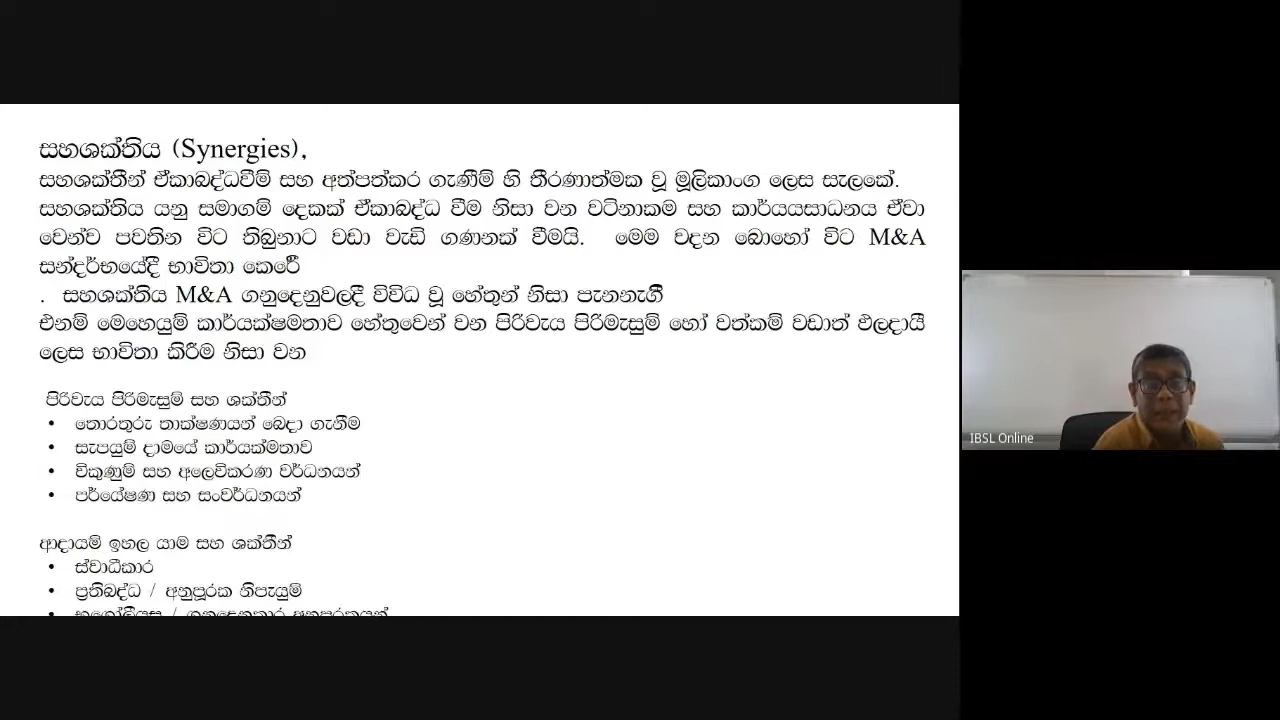 සහශක්තිය (Synergies),
සහශක්තීන් ඒකාබද්ධවීම් සහ අත්පත්කර ගැණීම් හි තීරණාත්මක වූ මූලිකාංග ලෙස සැලකේ.
සහශක්තිය යනු සමාගම් දෙකක් ඒකාබද්ධ වීම නිසා වන වටිනාකම සහ කාර්යයසාධනය ඒවා
වෙන්ව පවතින විට තිබුනාට වඩා වැඩි ගණනක් වීමයි. මෙම වදන බොහෝ විට M&A
සන්දර්භයේදී භාවිතා කෙරේ
. සහශක්තිය M&A ගනුදෙනුවලදී විවිධ වූ හේතුන් නිසා පැනනැගී
එනම් මෙහෙයුම් කාර්යක්ෂමතාව හේතුවෙන් වන පිරිවැය පිරිමැසුම් හෝ වත්කම් වඩාත් ඵලදායී
ලෙස භාවිතා කිරීම නිසා වන
පිරිවැය පිරිමැසුම් සහ ශක්තීන්
• තොරතුරු තාක්ෂණයන් බෙදා ගැනීම
• සැපයුම් දාමයේ කාර්යක්මතාව
• විකුණුම් සහ අලෙවිකරණ වර්ධනයන්
• පර්යේෂණ සහ සංවර්ධනයන්
ආදායම් ඉහල යාම සහ ශක්තීන්
• ස්වාධීකාර
• ප්‍රතිබද්ධ / අනුපූරක නිපැයුම්
IBSL Online